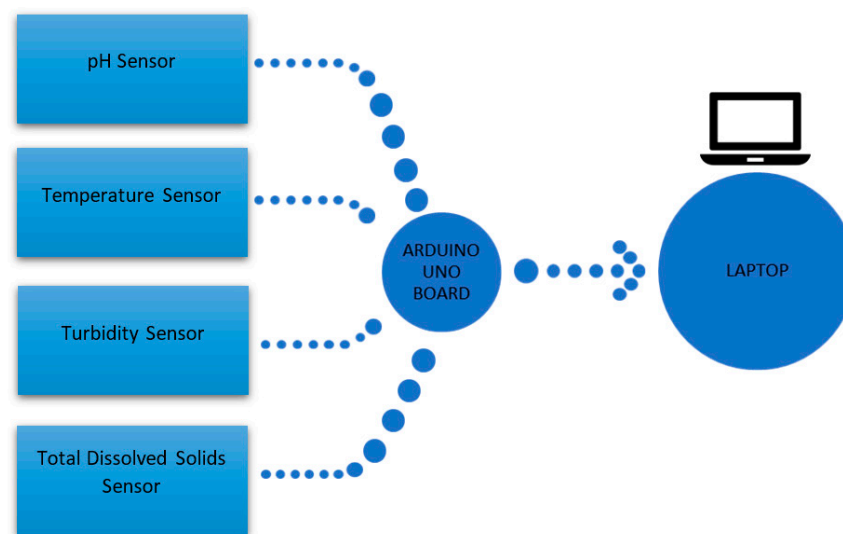 pH Sensor
Temperature Sensor
Turbidity Sensor
Total Dissolved Solids
Sensor
ARDUINO
UNO
BOARD
LAPTOP